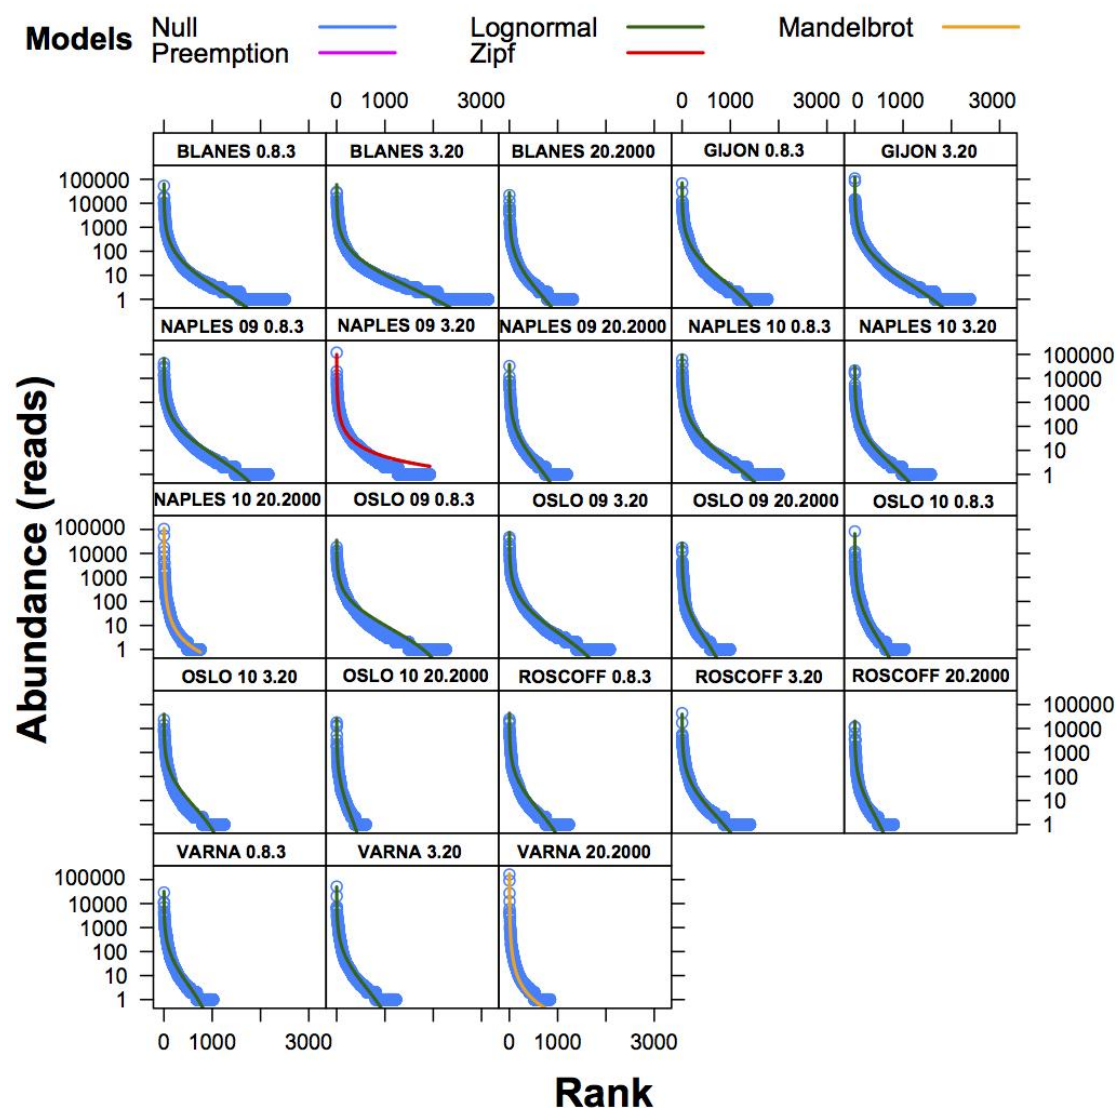 Models Null Lognormal Mandelbrot
Preemption Zipf
0 1000 3000 0 1000 0 1000 3000
BLANES 0.8.3 BLANES 3.20 BLANES 20.2000 GIJON 0.8.3 GIJON 3.20
100000
10000
1000
100
10
1
NAPLES 09 0.8.3 NAPLES 09 3.20 NAPLES 09 20.2000 NAPLES 10 0.8.3 NAPLES 10 3.20
100000
10000
1000
100
10
1
NAPLES 10 20.2000 OSLO 09 0.8.3 OSLO 09 3.20 OSLO 09 20.2000 OSLO 10 0.8.3
100000
10000
1000
100
10
1
OSLO 10 3.20 OSLO 10 20.2000 ROSCOFF 0.8.3 ROSCOFF 3.20 ROSCOFF 20.2000
100000
10000
1000
100
10
1
VARNA 0.8.3 VARNA 3.20 VARNA 20.2000
100000
10000
1000
100
10
1
0 1000 3000 0 1000 3000
Abundance (reads)
Rank